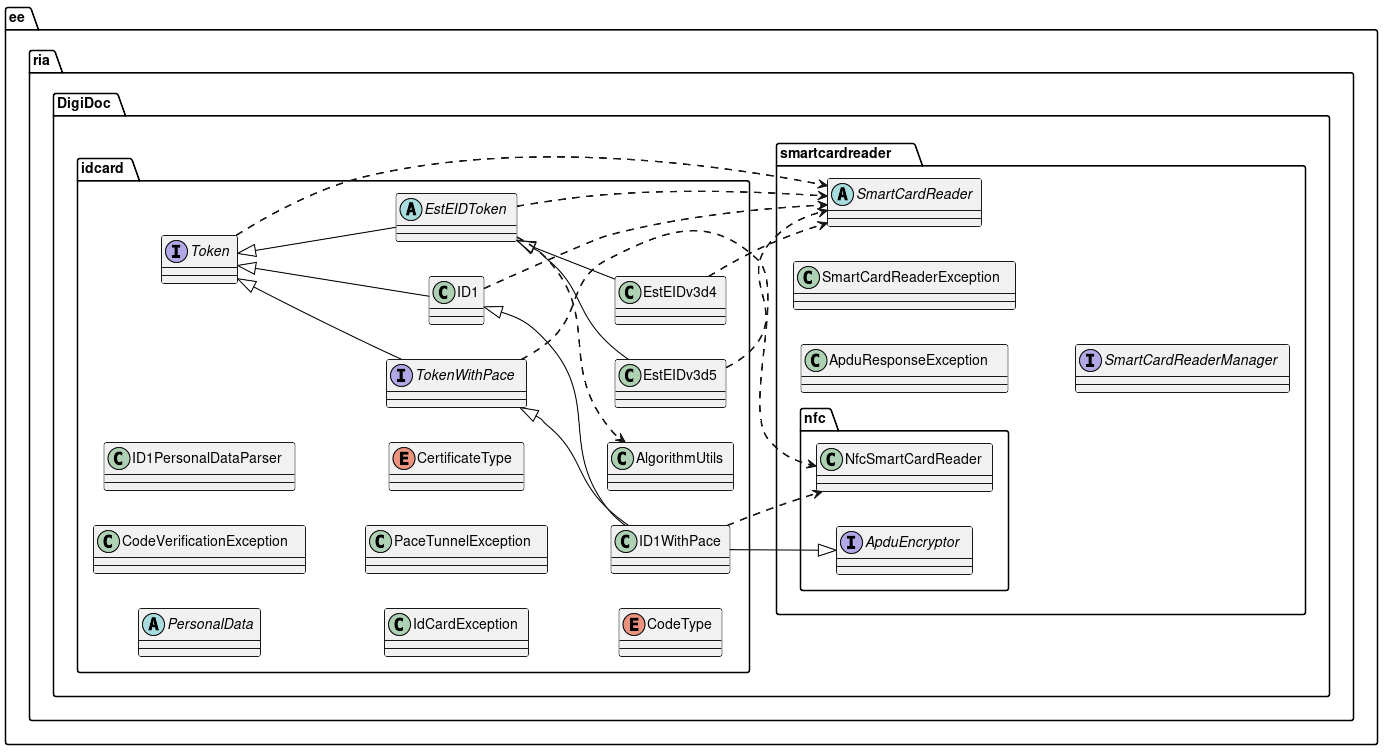 ee
ria
DigiDoc
idcard
smartcardreader
A EstEIDToken
A SmartCardReader
I Token
C ID1
C EstEIDv3d4
C SmartCardReaderException
I TokenWithPace
C EstEIDv3d5
C ApduResponseException
I SmartCardReaderManager
nfc
C ID1PersonalDataParser
E CertificateType
C AlgorithmUtils
C NfcSmartCardReader
C CodeVerificationException
C PaceTunnelException
C ID1WithPace
I ApduEncryptor
A PersonalData
C IdCardException
E CodeType